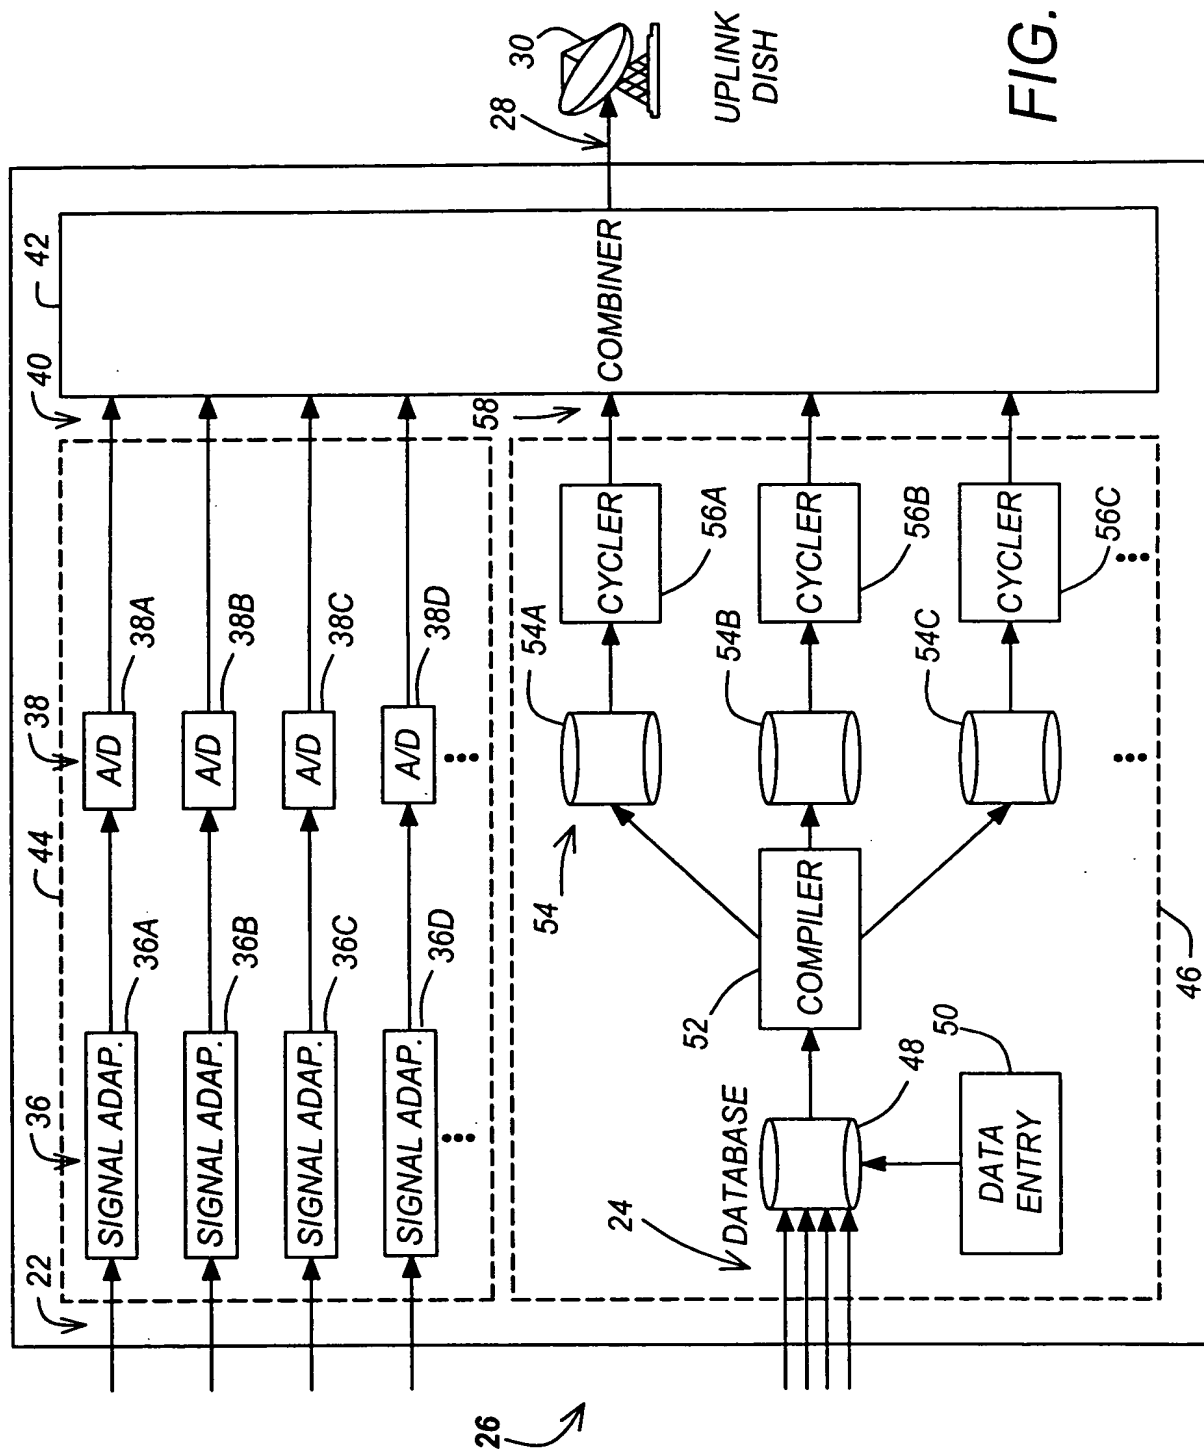 22
36
44
38
40
42
SIGNAL ADAP.
A/D
36A
38A
SIGNAL ADAP.
A/D
36B
38B
SIGNAL ADAP.
A/D
36C
38C
SIGNAL ADAP.
A/D
36D
38D
•••
•••
26
58
28
30
54
54A
CYCLER
COMBINER
56A
24
52
UPLINK
DISH
DATABASE
54B
COMPILER
CYCLER
48
56B
50
54C
DATA
ENTRY
CYCLER
56C
FIG.
•••
•••
46